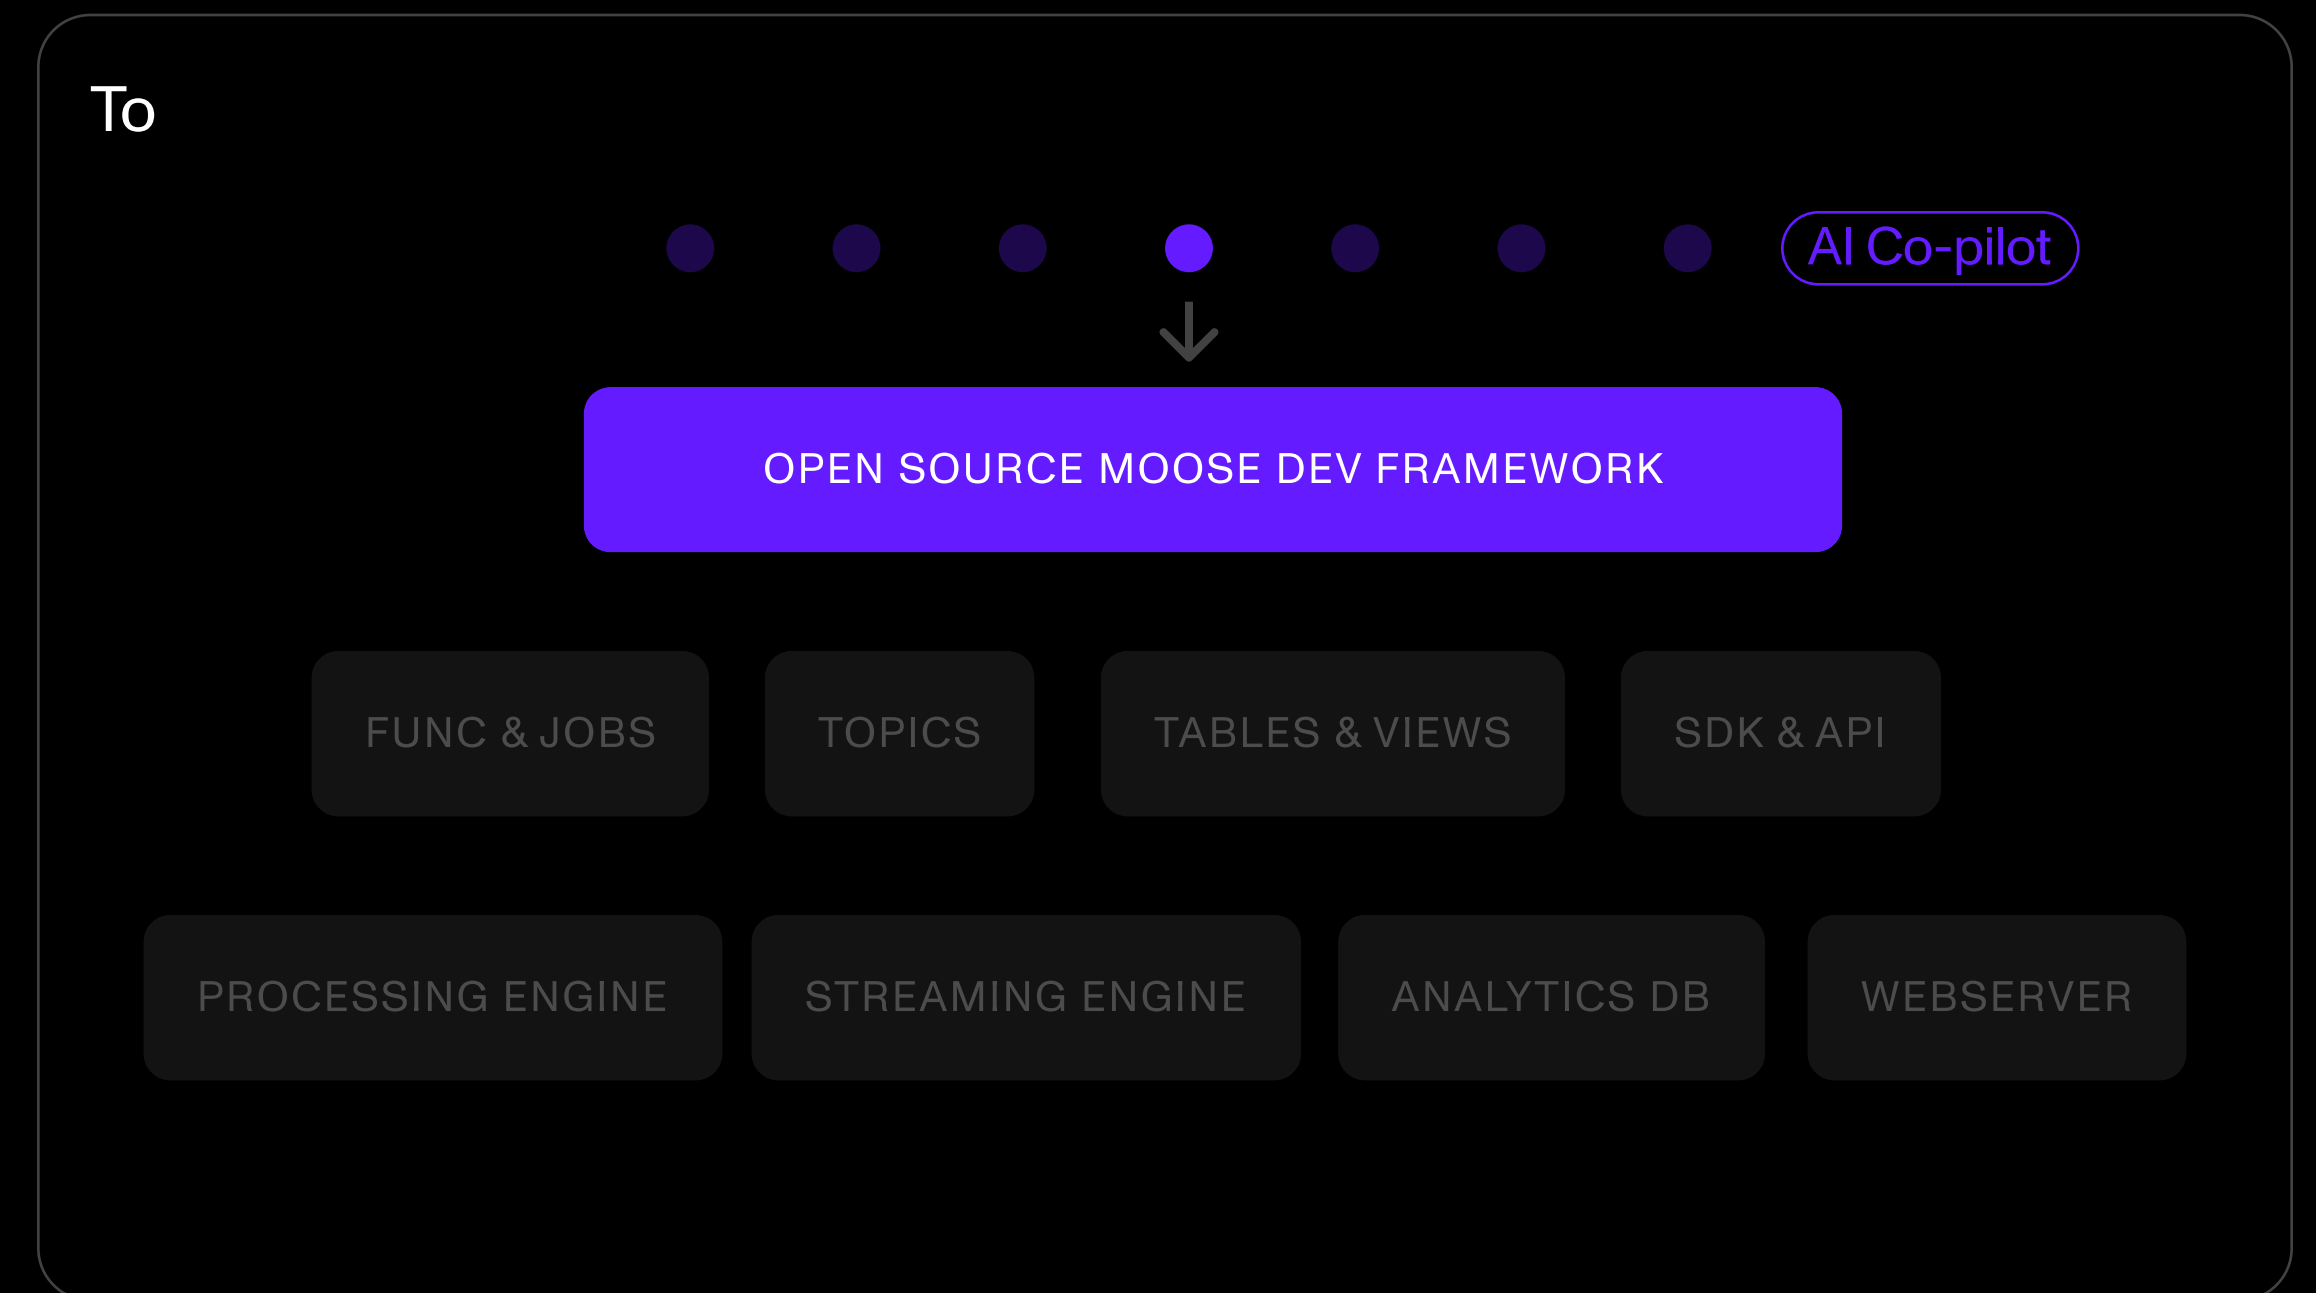 To
AI Co-pilot
OPEN SOURCE MOOSE DEV FRAMEWORK
FUNC & JOBS
TOPICS
TABLES & VIEWS
SDK & API
PROCESSING ENGINE
STREAMING ENGINE
ANALYTICS DB
WEBSERVER